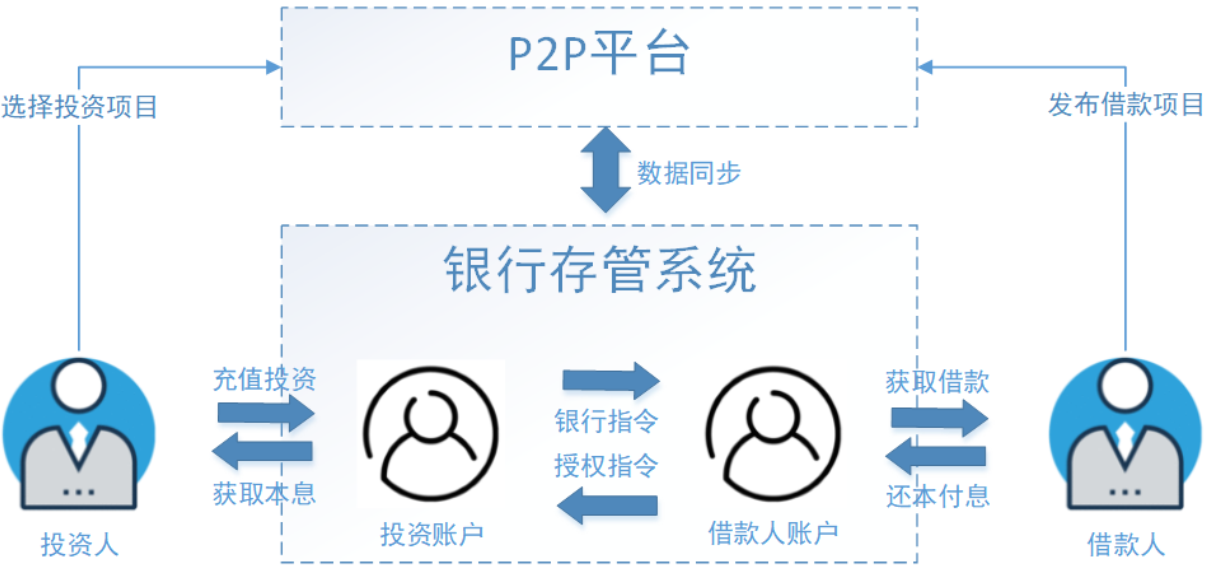 P2P平台
选择投资项目
发布借款项目
数据同步
银行存管系统
充值投资
获取借款
银行指令
授权指令
获取本息
还本付息
投资账户
借款人账户
投资人
借款人